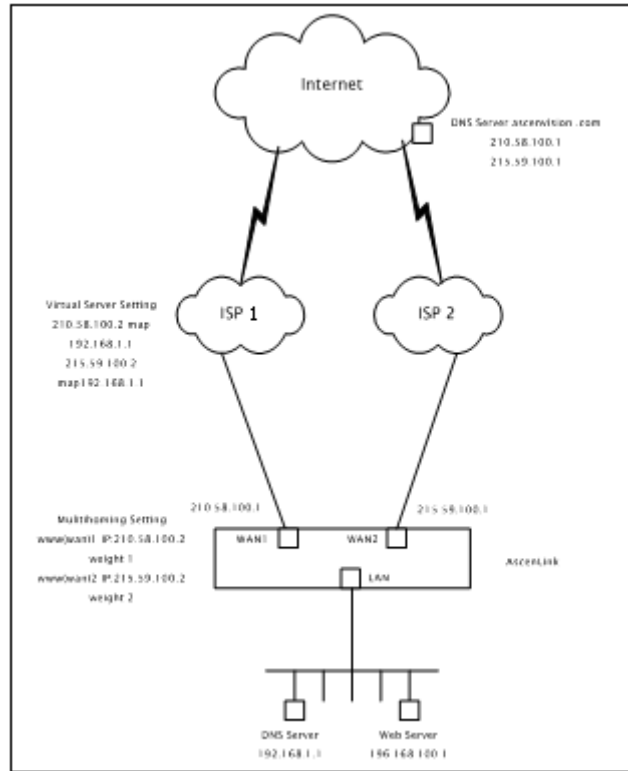 Internet
DNS Server ascenvision .com
210.58.100.1
215.59.100.1
Virtual Server Setting
210.58.100.2 map
192.168.1.1
215.59.100.2
map192.168.1.1
ISP 1
ISP 2
210.58.100.1
215.59.100.1
Multihoming Setting
www(wan1 IP:210.58.100.2
weight 1
www(wan2 IP:215.59.100.2
weight 2
WAN1
WAN2
LAN
AscenLink
DNS Server
192.168.1.1
Web Server
196.168.100.1